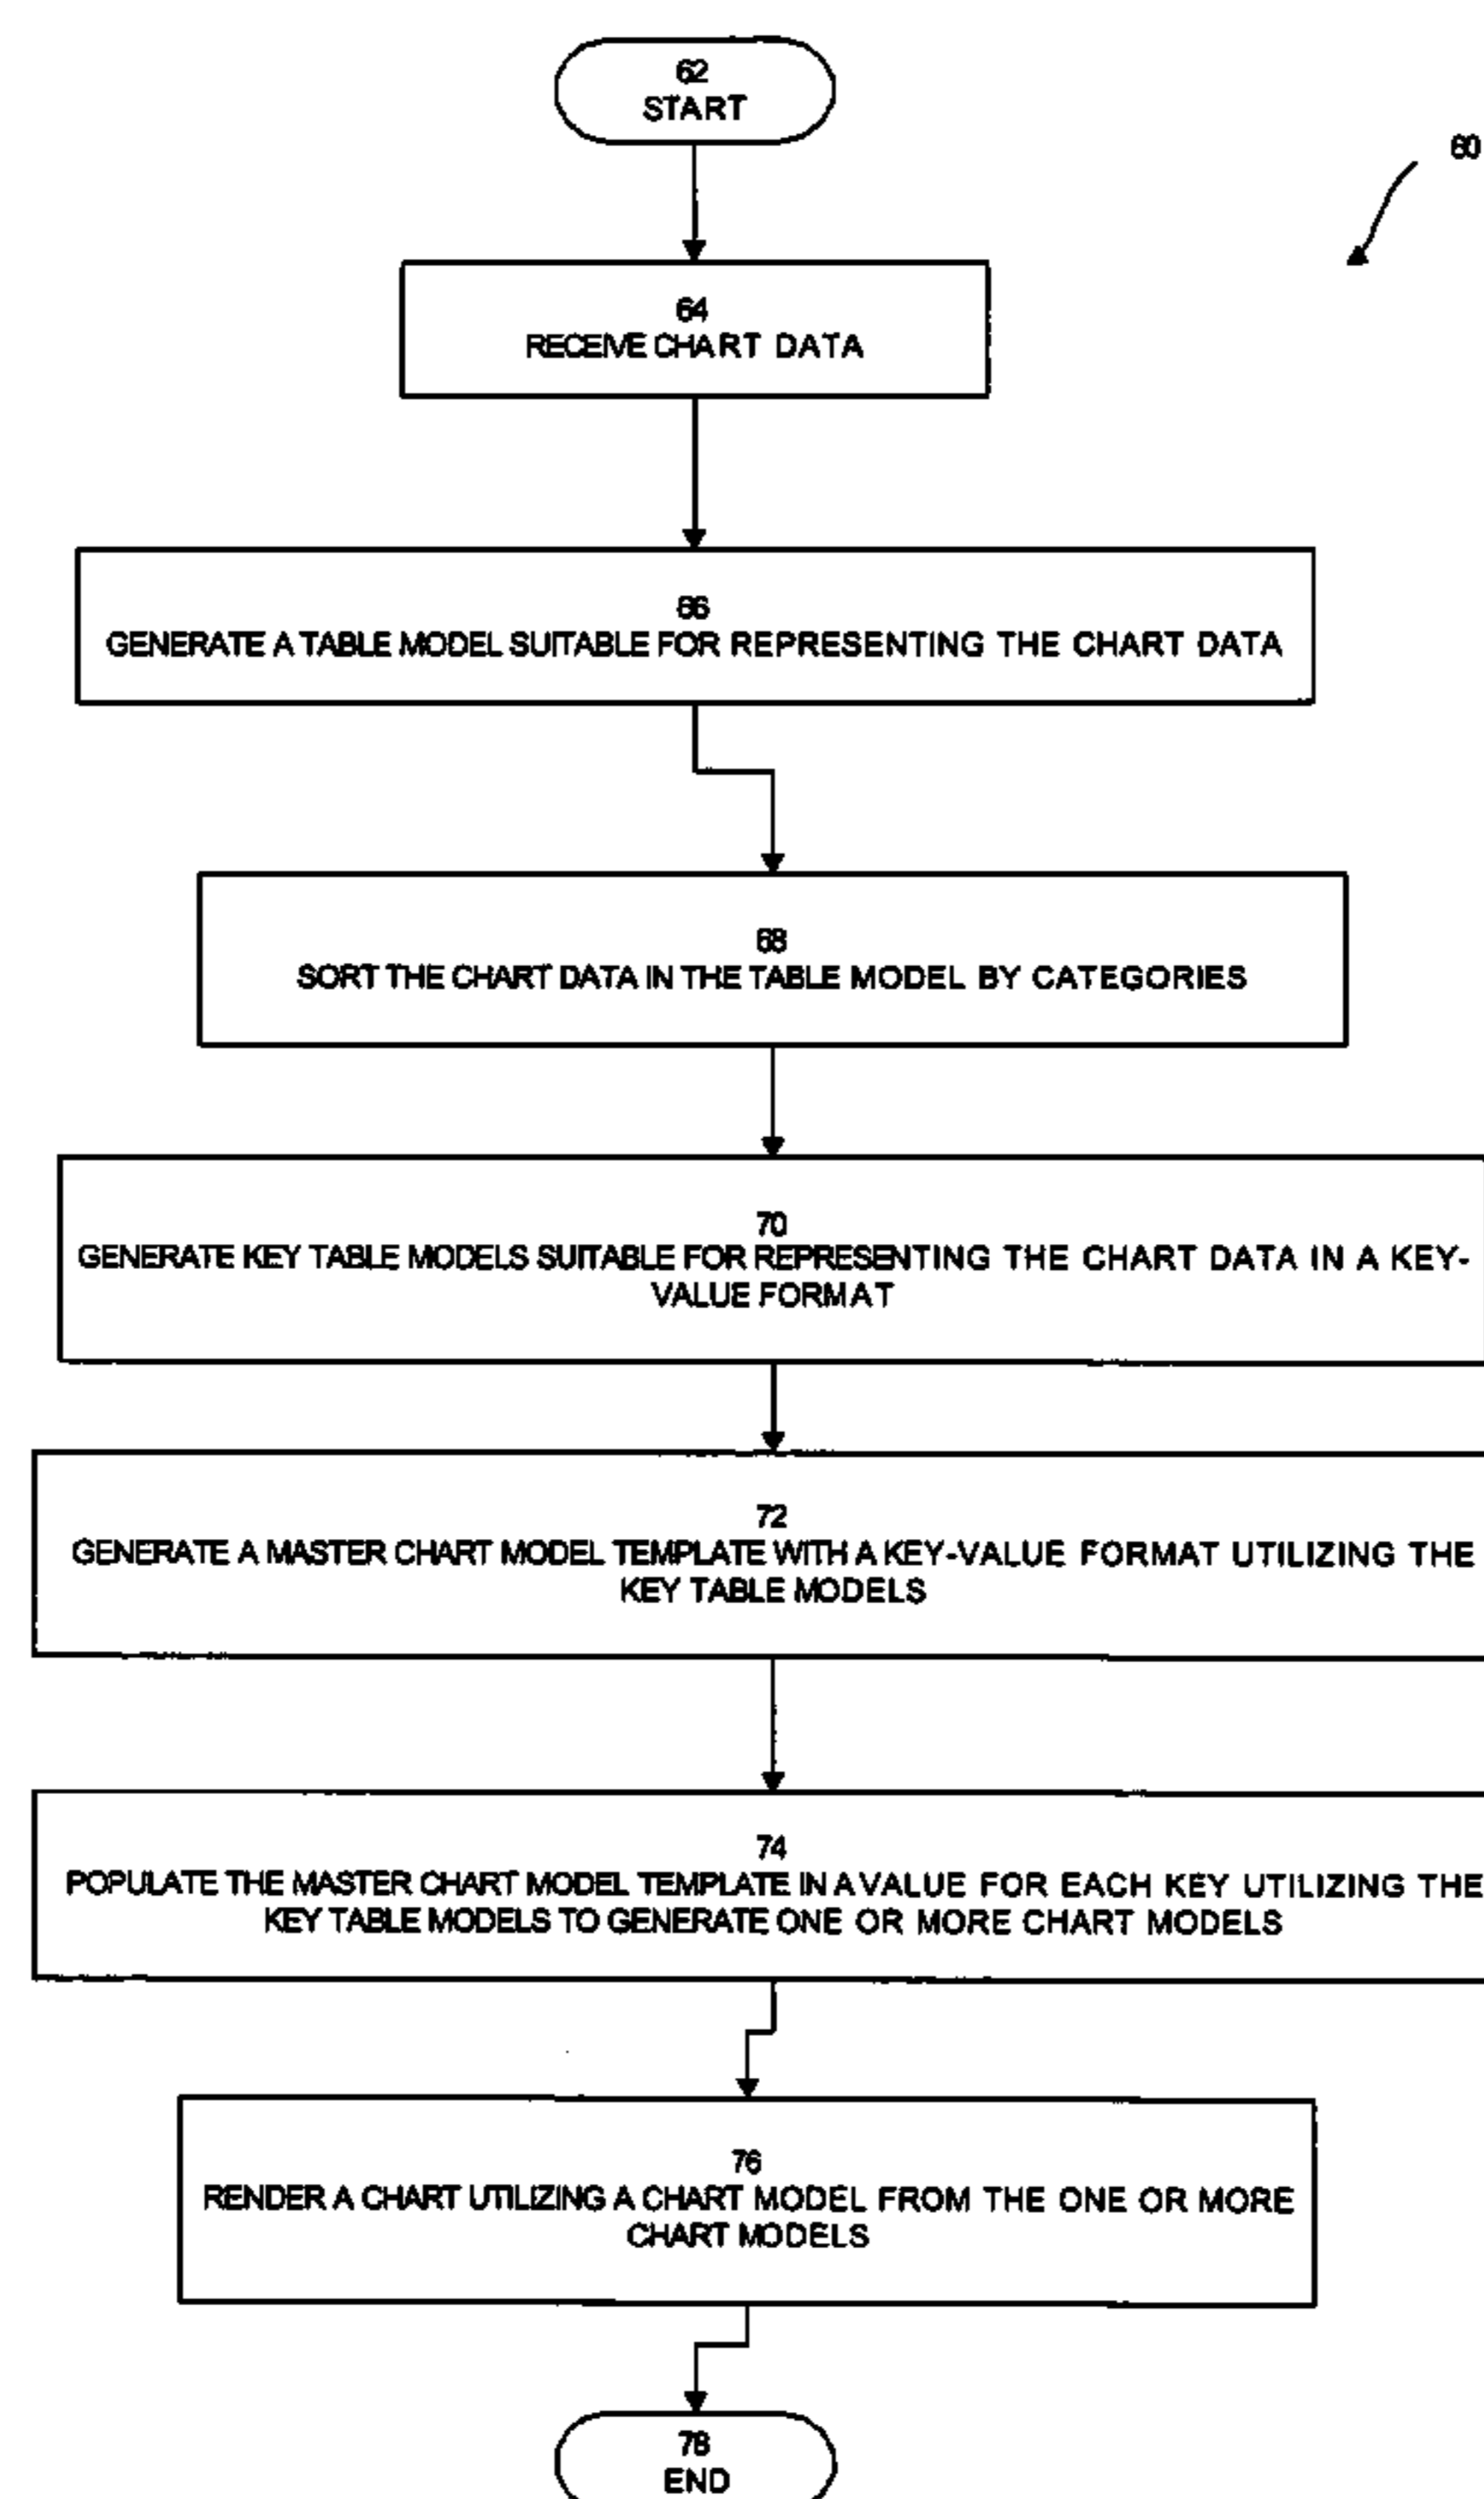 62
START
60
64
RECEIVE CHART DATA
66
GENERATE A TABLE MODEL SUITABLE FOR REPRESENTING THE CHART DATA
68
SORT THE CHART DATA IN THE TABLE MODEL BY CATEGORIES
70
GENERATE KEY TABLE MODELS SUITABLE FOR REPRESENTING THE CHART DATA IN A KEY-
VALUE FORMAT
72
GENERATE A MASTER CHART MODEL TEMPLATE WITH A KEY-VALUE FORMAT UTILIZING THE
KEY TABLE MODELS
74
POPULATE THE MASTER CHART MODEL TEMPLATE IN A VALUE FOR EACH KEY UTILIZING THE
KEY TABLE MODELS TO GENERATE ONE OR MORE CHART MODELS
76
RENDER A CHART UTILIZING A CHART MODEL FROM THE ONE OR MORE
CHART MODELS
78
END